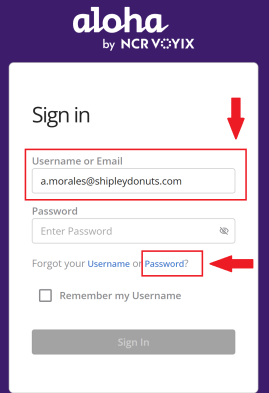 aloha
by NCR VOYIX
Sign in
Username or Email
a.morales@shipleydonuts.com
Password
Enter Password
Forgot your Username or Password?
Remember my Username
Sign In